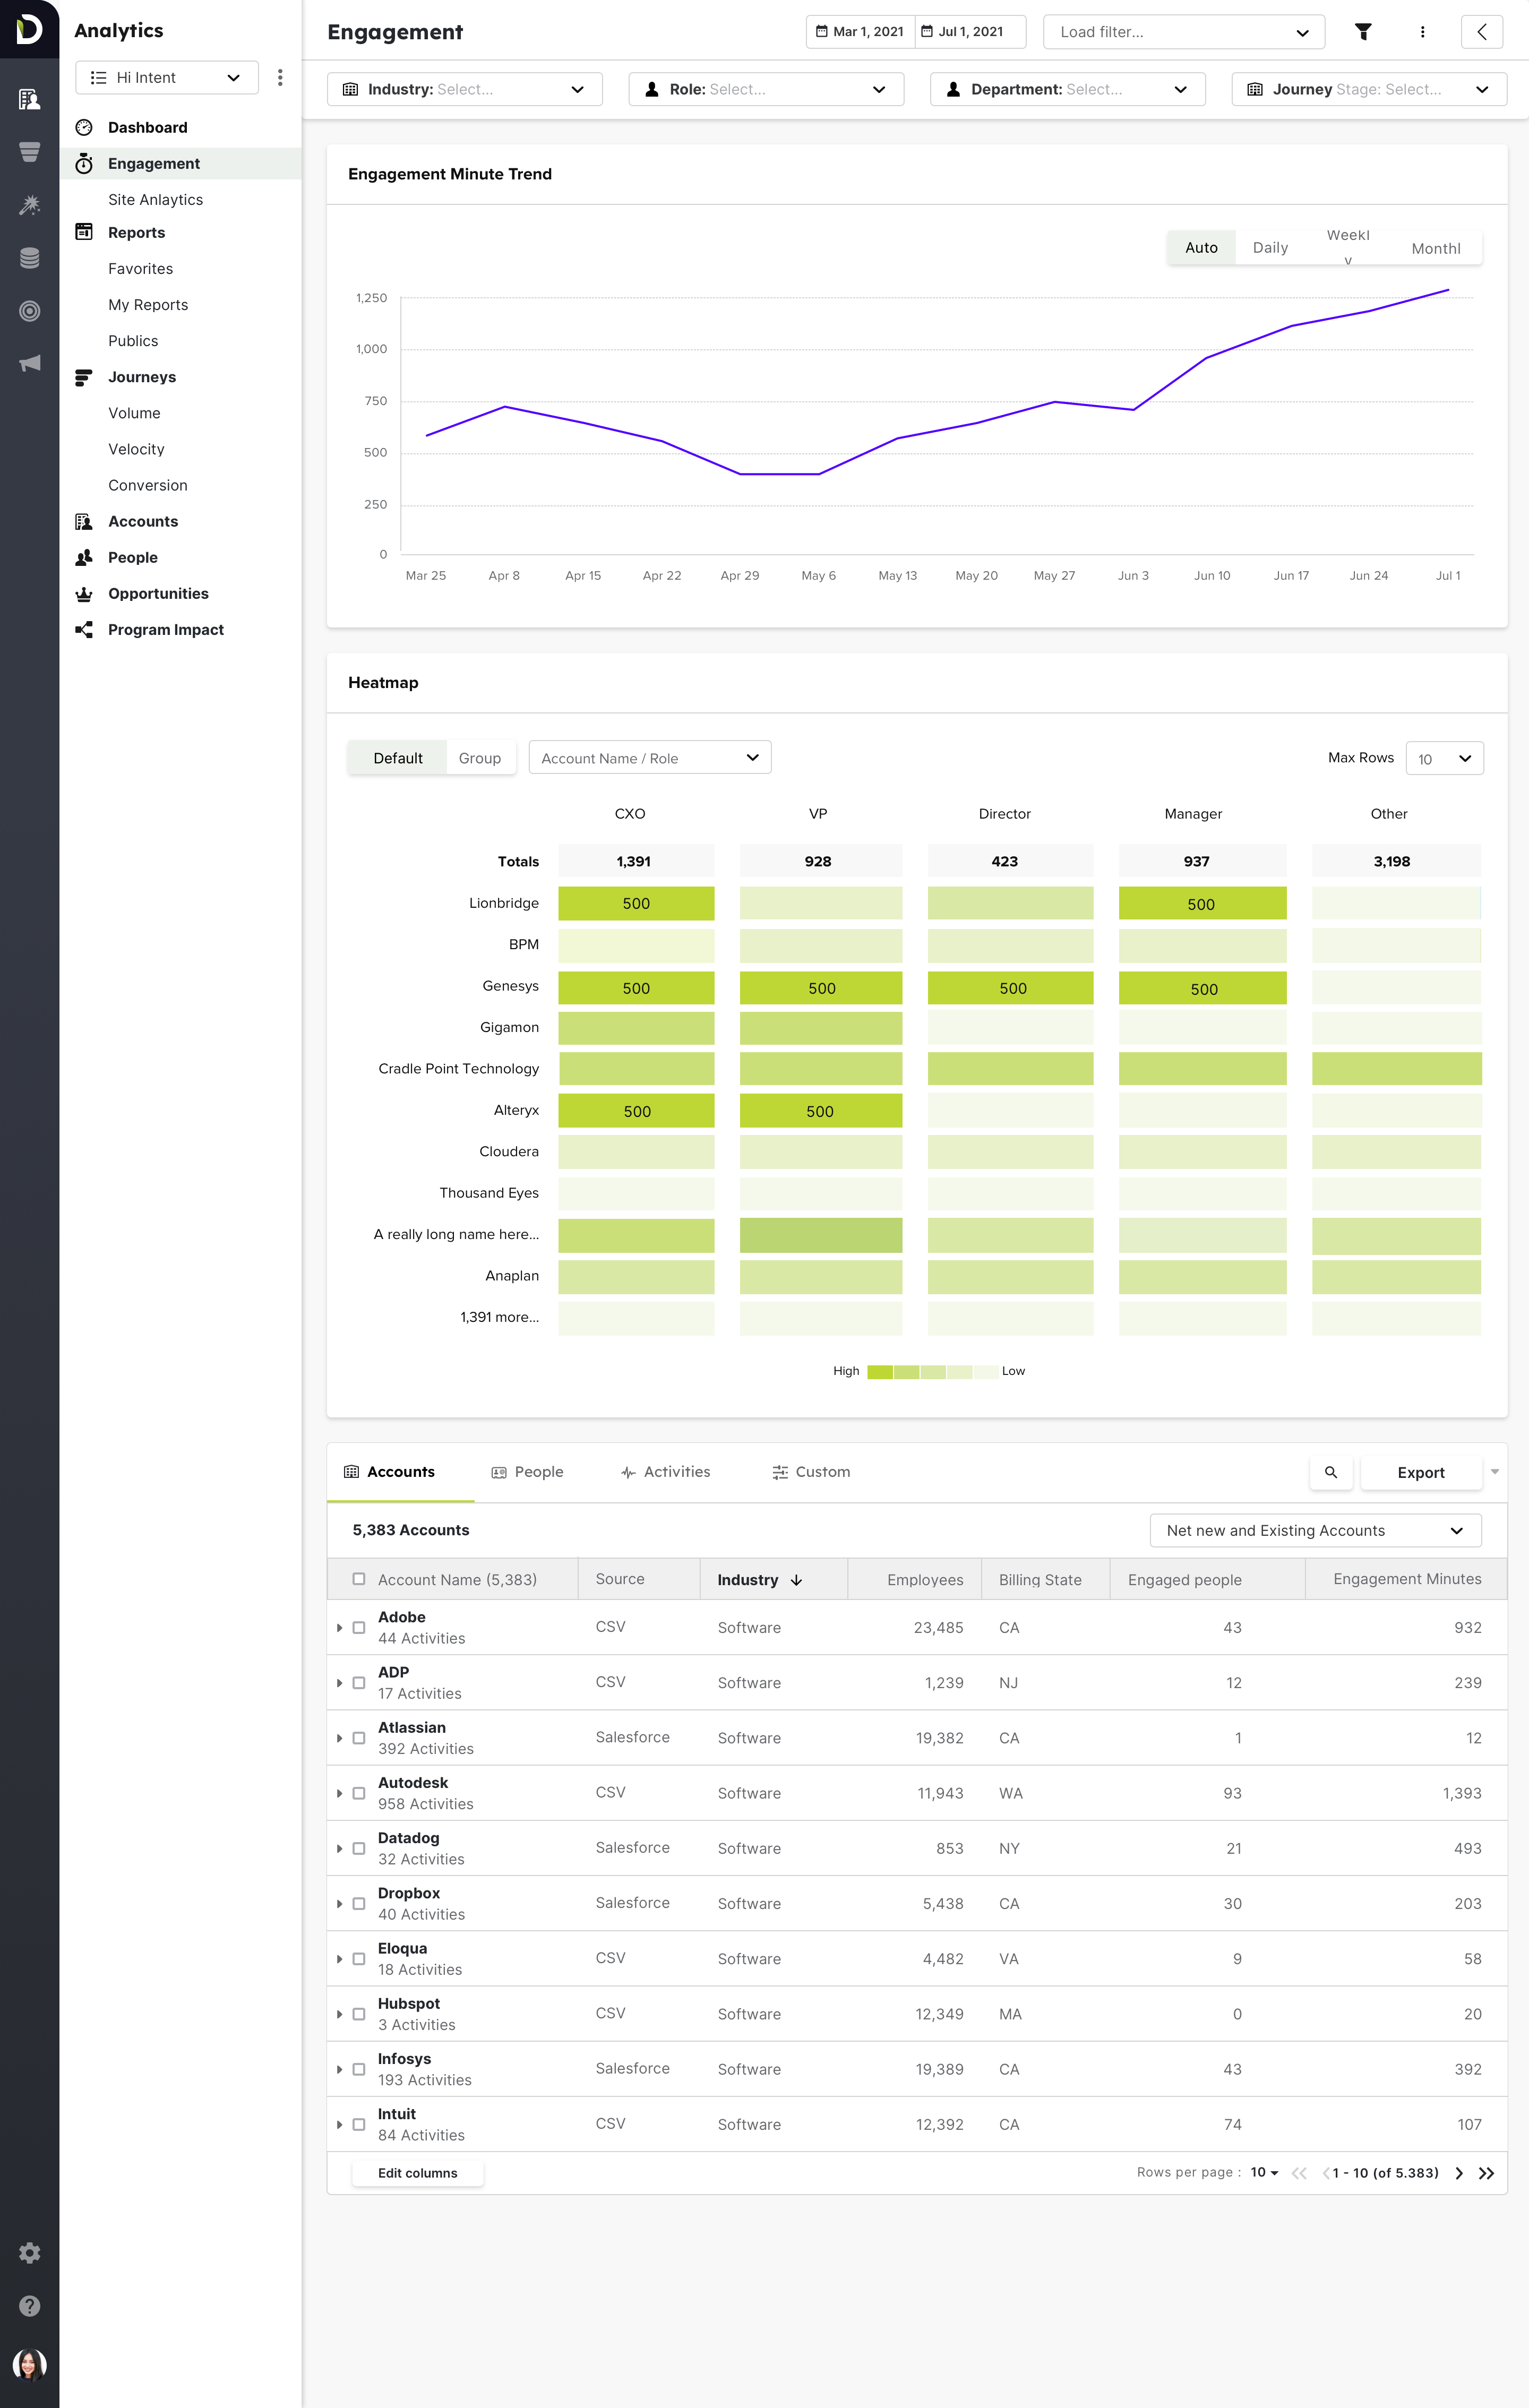 Analytics
Hi Intent
Dashboard
Engagement
Site Anlaytics
Reports
Favorites
My Reports
Publics
Journeys
Volume
Velocity
Conversion
Accounts
People
Opportunities
Program Impact
Engagement
Mar 1, 2021
Jul 1, 2021
Load filter...
Industry: Select...
Role: Select...
Department: Select...
Journey Stage: Select...
Engagement Minute Trend
Auto
Daily
Weekl
y
Monthl
1,250
1,000
750
500
250
0
Mar 25 Apr 8 Apr 15 Apr 22 Apr 29 May 6 May 13 May 20 May 27 Jun 3 Jun 10 Jun 17 Jun 24 Jul 1
Heatmap
Default
Group
Account Name / Role
Max Rows
10
CXO VP Director Manager Other
Totals 1,391 928 423 937 3,198
Lionbridge 500 500
BPM
Genesys 500 500 500 500
Gigamon
Cradle Point Technology
Alteryx 500 500
Cloudera
Thousand Eyes
A really long name here...
Anaplan
1,391 more...
High Low
Accounts
People
Activities
Custom
Export
5,383 Accounts
Net new and Existing Accounts
Account Name (5,383) Source Industry Employees Billing State Engaged people Engagement Minutes
Adobe
44 Activities
CSV Software 23,485 CA 43 932
ADP
17 Activities
CSV Software 1,239 NJ 12 239
Atlassian
392 Activities
Salesforce Software 19,382 CA 1 12
Autodesk
958 Activities
CSV Software 11,943 WA 93 1,393
Datadog
32 Activities
Salesforce Software 853 NY 21 493
Dropbox
40 Activities
Salesforce Software 5,438 CA 30 203
Eloqua
18 Activities
CSV Software 4,482 VA 9 58
Hubspot
3 Activities
CSV Software 12,349 MA 0 20
Infosys
193 Activities
Salesforce Software 19,389 CA 43 392
Intuit
84 Activities
CSV Software 12,392 CA 74 107
Edit columns
Rows per page : 10
1 - 10 (of 5.383)